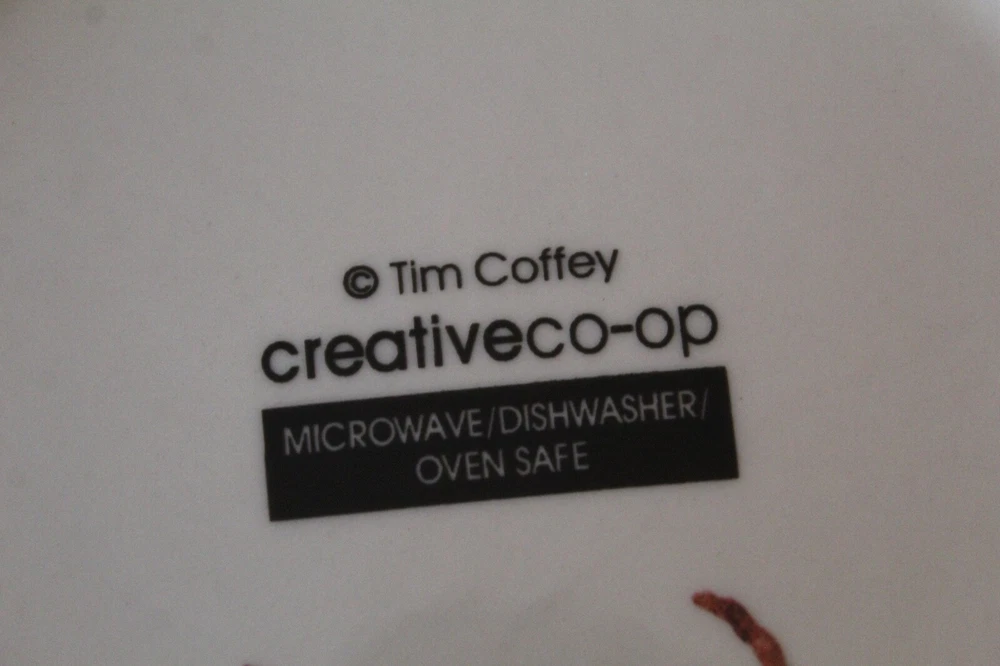 © Tim Coffey
creativeco-op
MICROWAVE/DISHWASHER/
OVEN SAFE